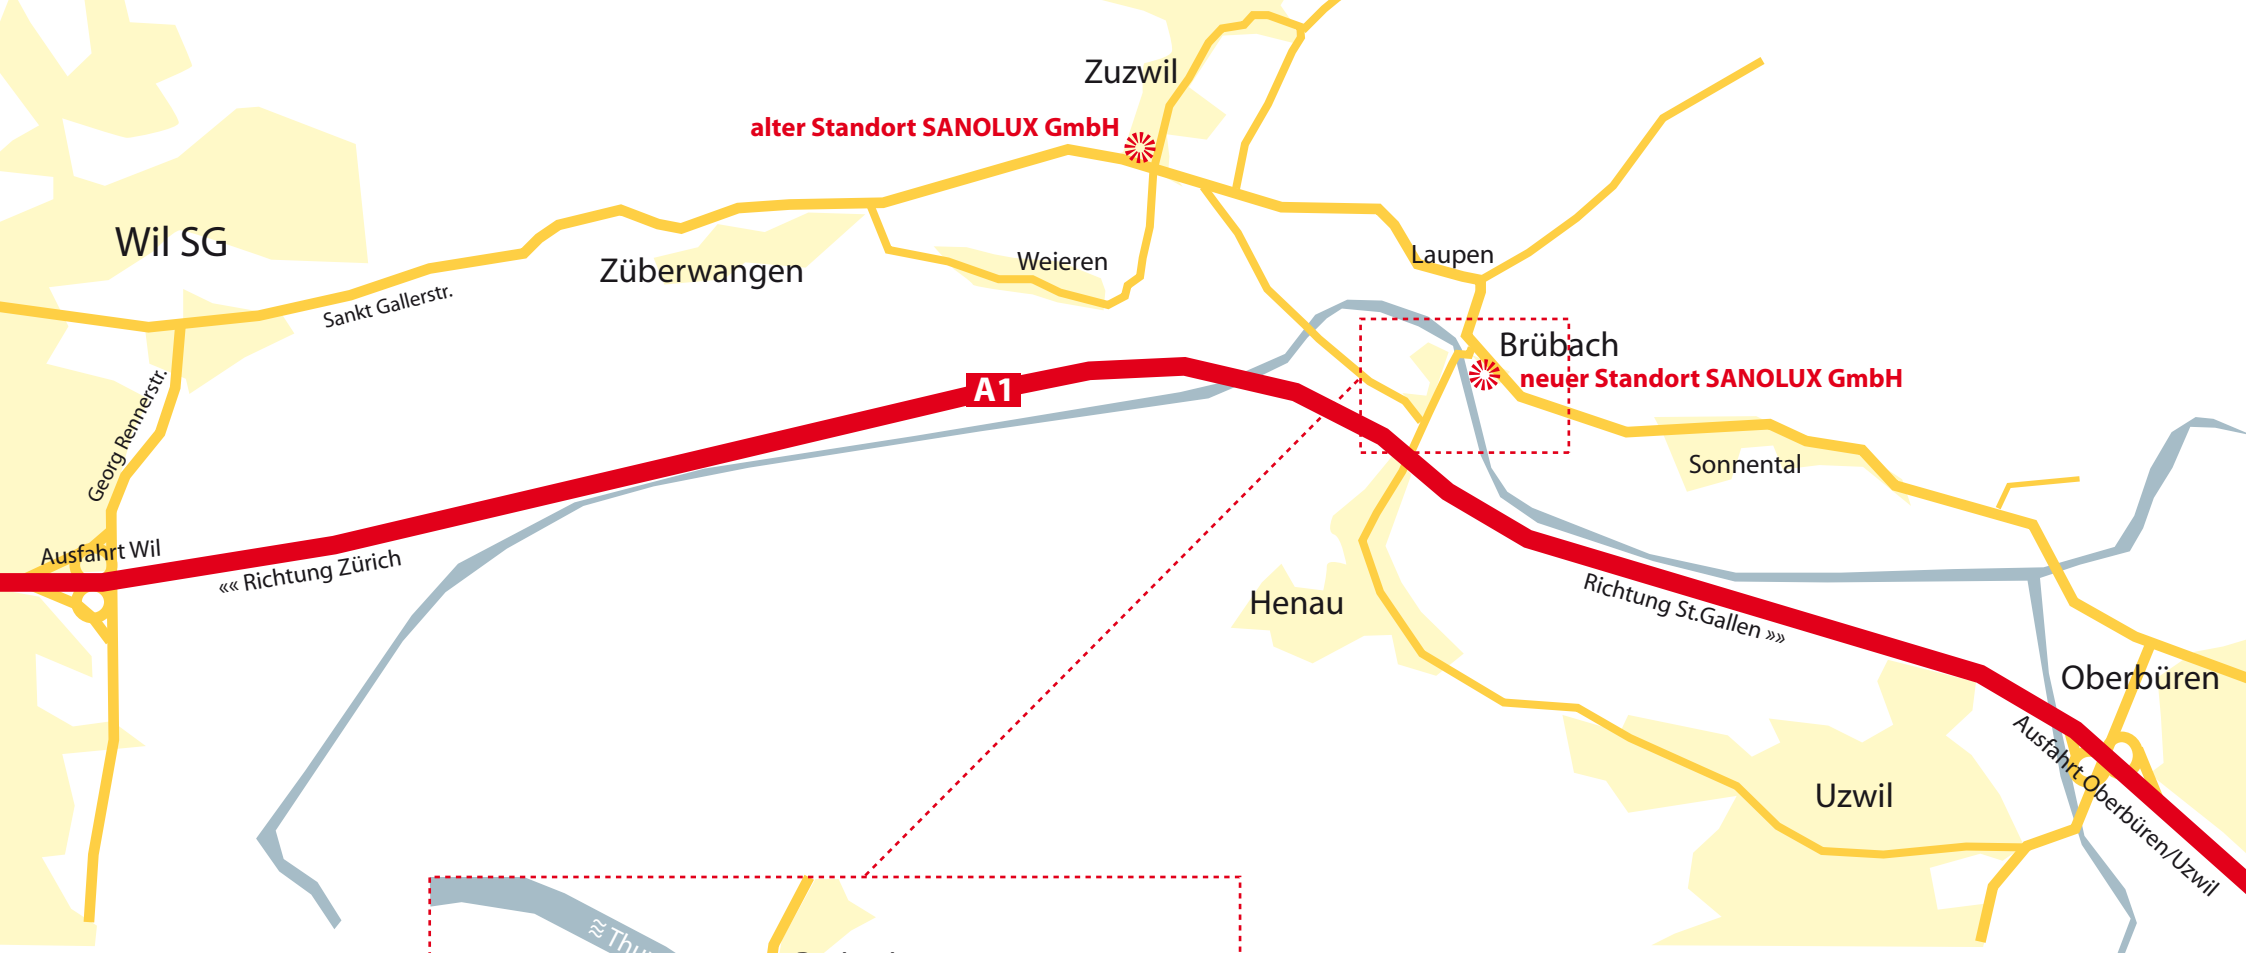 Zuzwil
alter Standort SANOLUX GmbH
Wil SG
Laupen
Weieren
Züberwangen
Sankt Gallerstr.
Brübach
neuer Standort SANOLUX GmbH
A1
Georg Rennerstr.
Sonnental
Ausfahrt Wil
«« Richtung Zürich
Henau
Richtung St.Gallen »»
Oberbüren
Ausfahrt Oberbüren/Uzwil
Uzwil
≈ Thur